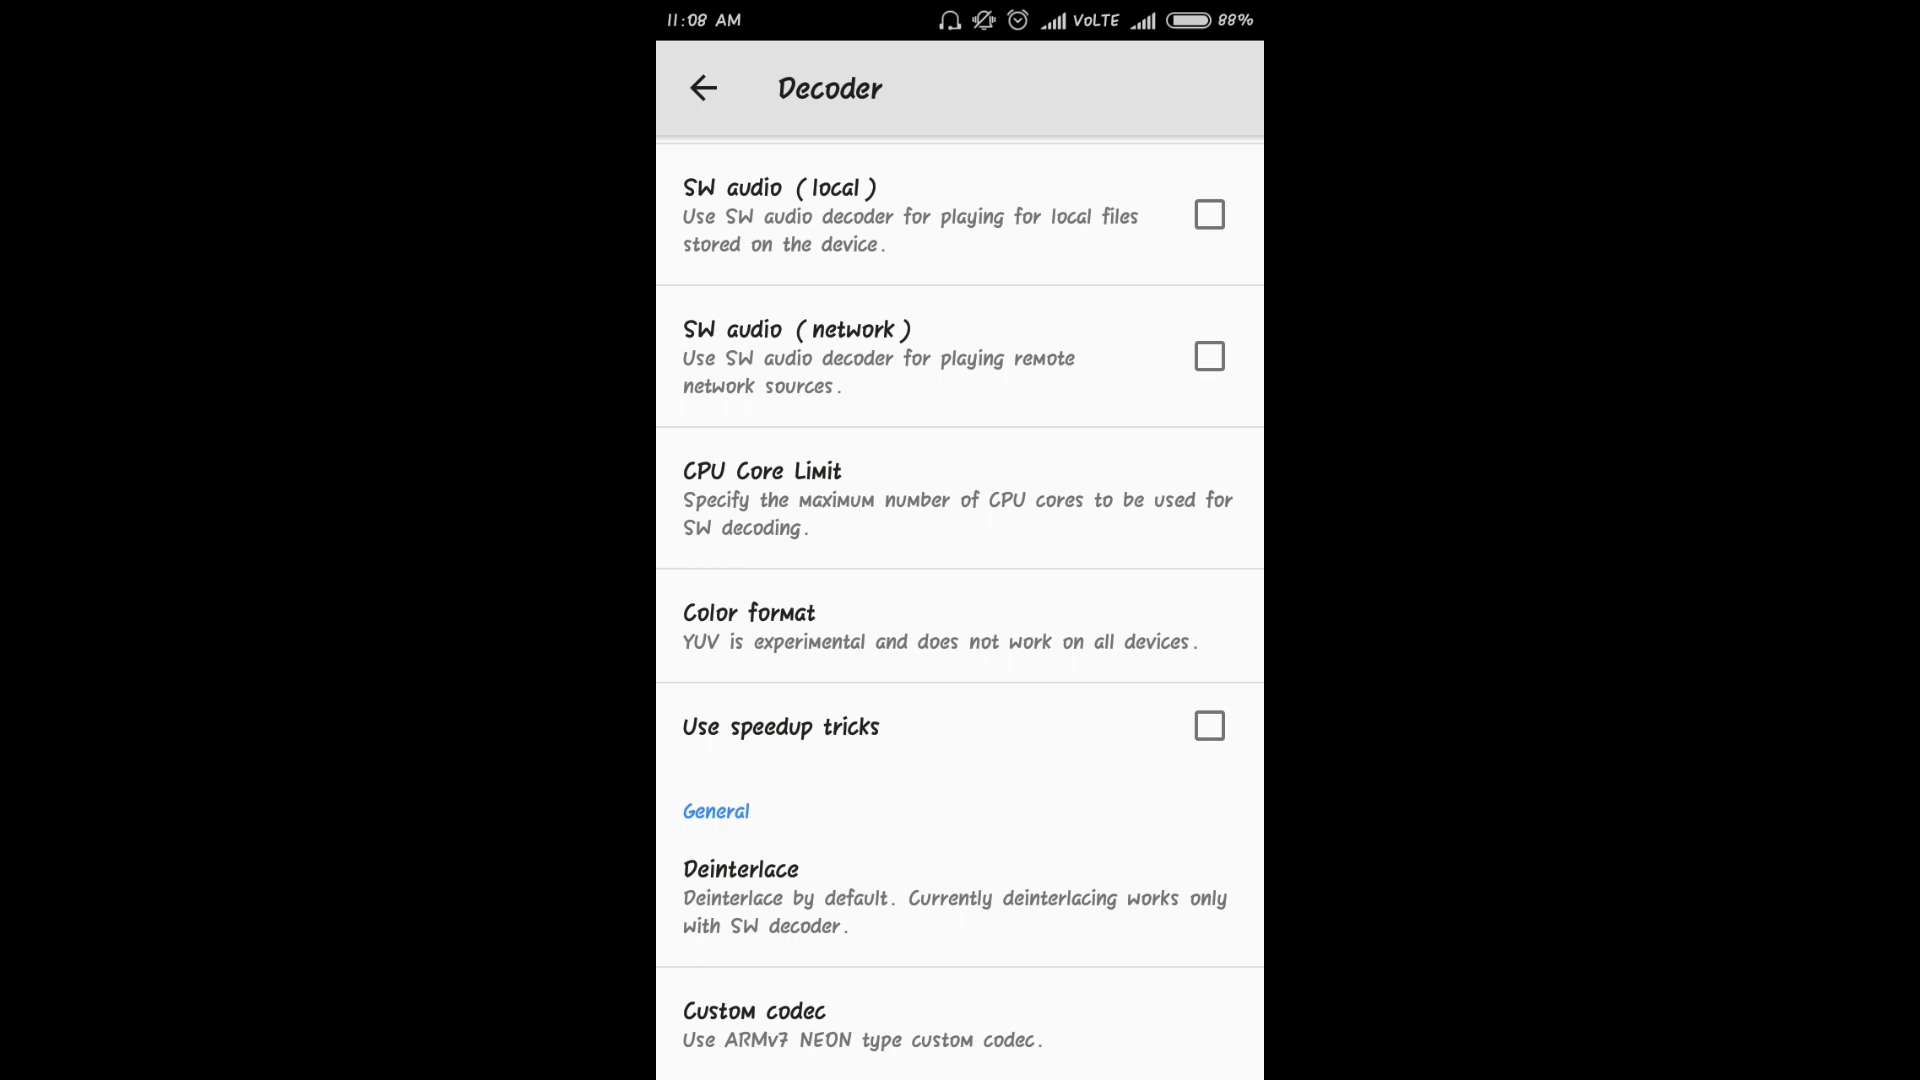 11:08 AM VoLTE 88%
Decoder
SW audio (local)
Use SW audio decoder for playing for local files
stored on the device.
SW audio (network)
Use SW audio decoder for playing remote
network sources.
CPU Core Limit
Specify the maximum number of CPU cores to be used for
SW decoding.
Color format
YUV is experimental and does not work on all devices.
Use speedup tricks
General
Deinterlace
Deinterlace by default. Currently deinterlacing works only
with SW decoder.
Custom codec
Use ARMv7 NEON type custom codec.